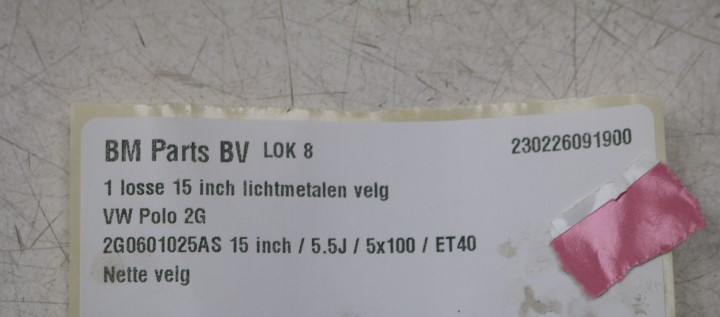 BM Parts BV LOK 8 230226091900
1 losse 15 inch lichtmetalen velg
VW Polo 2G
2G0601025AS 15 inch / 5.5J / 5x100 / ET40
Nette velg